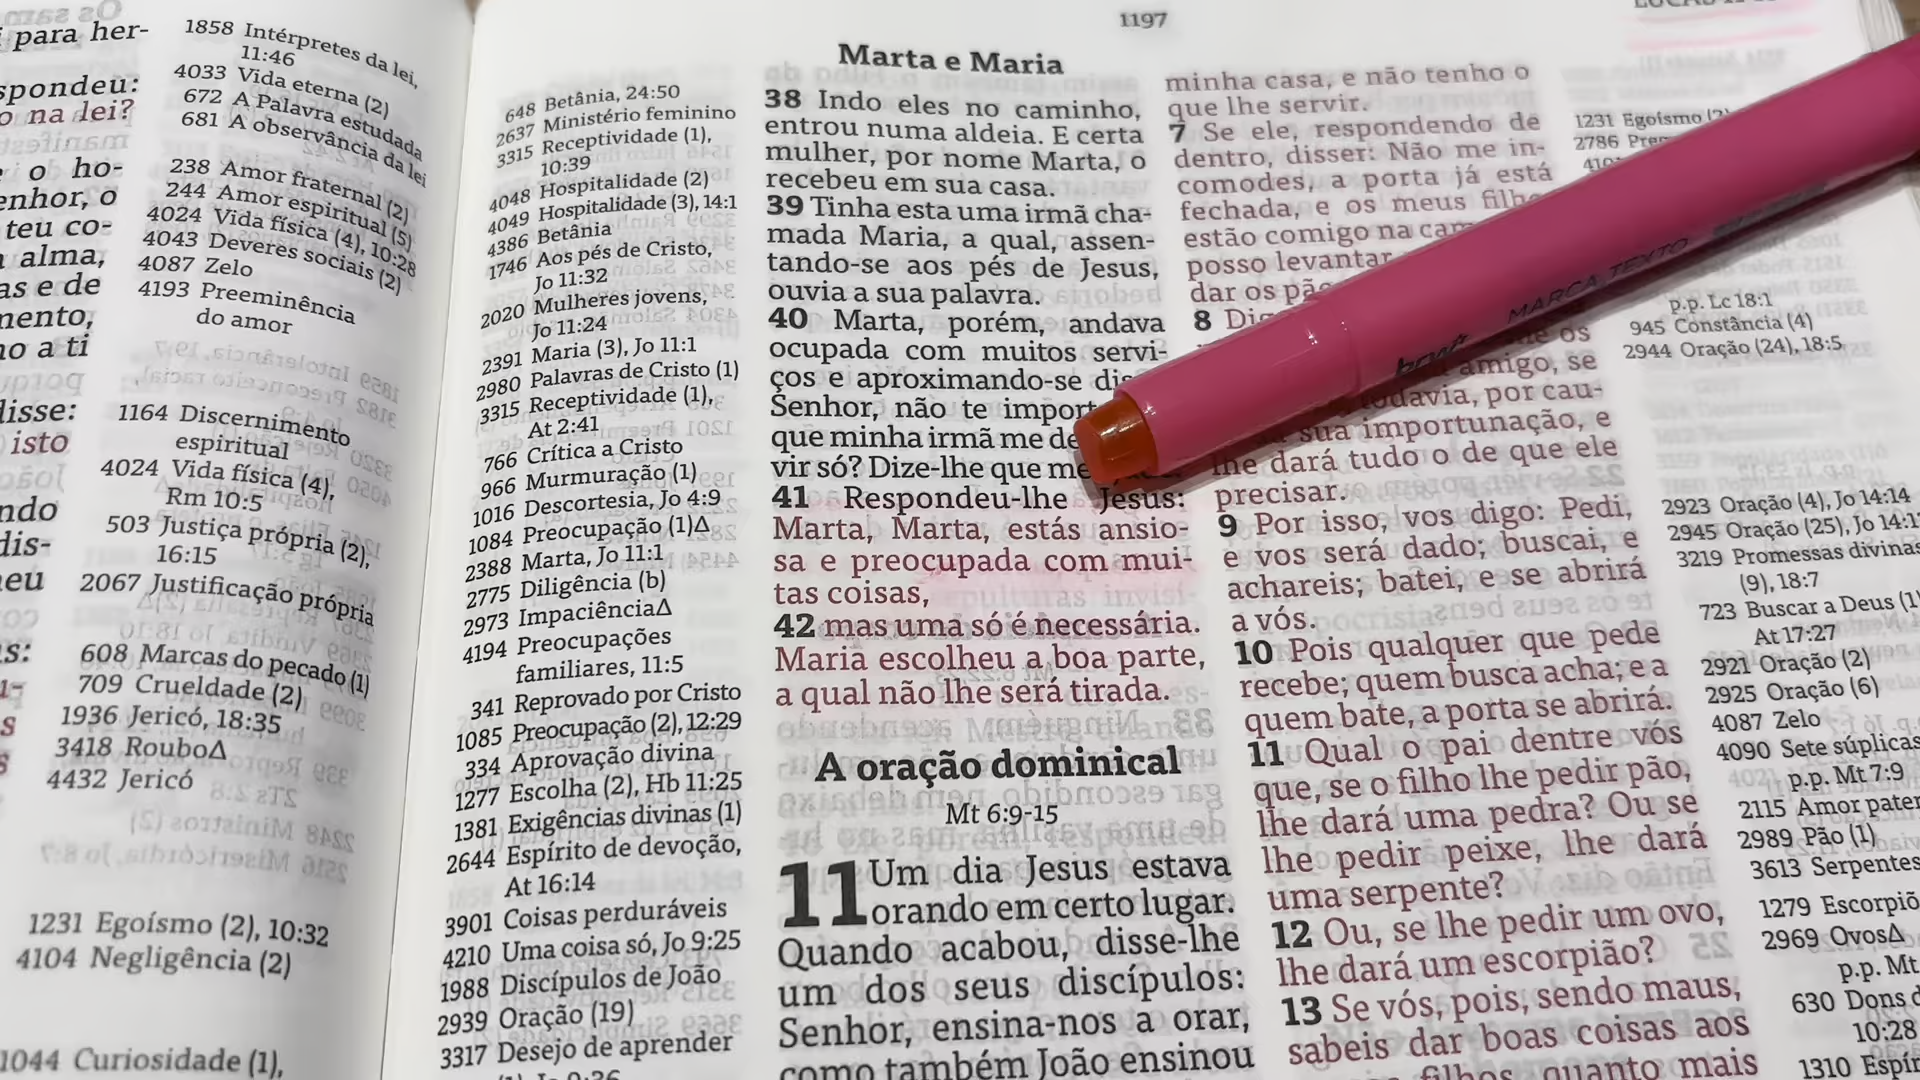 i para her-
spondeu:
o na lei?
e o ho-
enhor, o
teu co-
a alma,
as e de
mento,
no a ti
disse:
isto
ndo
dis-
neu
s:
1858 Intérpretes da lei,
11:46
4033 Vida eterna (2)
672 A Palavra estudada
681 A observância da lei
238 Amor fraternal (2)
244 Amor espiritual (5)
4024 Vida física (4), 10:28
4043 Deveres sociais (2)
4087 Zelo
4193 Preeminência
do amor
1164 Discernimento
espiritual
4024 Vida física (4),
Rm 10:5
503 Justiça própria (2),
16:15
2067 Justificação própria
608 Marcas do pecado (1)
709 Crueldade (2)
1936 Jericó, 18:35
3418 RouboΔ
4432 Jericó
1231 Egoísmo (2), 10:32
4104 Negligência (2)
1044 Curiosidade (1),
1197
648 Betânia, 24:50
2637 Ministério feminino
3315 Receptividade (1),
10:39
4048 Hospitalidade (2)
4049 Hospitalidade (3), 14:1
4386 Betânia
1746 Aos pés de Cristo,
Jo 11:32
2020 Mulheres jovens,
Jo 11:24
2391 Maria (3), Jo 11:1
2980 Palavras de Cristo (1)
3315 Receptividade (1),
At 2:41
766 Crítica a Cristo
966 Murmuração (1)
1016 Descortesia, Jo 4:9
1084 Preocupação (1)Δ
2388 Marta, Jo 11:1
2775 Diligência (b)
2973 ImpaciênciaΔ
4194 Preocupações
familiares, 11:5
341 Reprovado por Cristo
1085 Preocupação (2), 12:29
334 Aprovação divina
1277 Escolha (2), Hb 11:25
1381 Exigências divinas (1)
2644 Espírito de devoção,
At 16:14
3901 Coisas perduráveis
4210 Uma coisa só, Jo 9:25
1988 Discípulos de João
2939 Oração (19)
3317 Desejo de aprender
Marta e Maria
38 Indo eles no caminho,
entrou numa aldeia. E certa
mulher, por nome Marta, o
recebeu em sua casa.
39 Tinha esta uma irmã cha-
mada Maria, a qual, assen-
tando-se aos pés de Jesus,
ouvia a sua palavra.
40 Marta, porém, andava
ocupada com muitos servi-
ços e aproximando-se
Senhor, não te import
que minha irmã me de
vir só? Dize-lhe que me
41 Respondeu-lhe Jesus:
Marta, Marta, estás ansio-
sa e preocupada com mui-
tas coisas,
42 mas uma só é necessária.
Maria escolheu a boa parte,
a qual não lhe será tirada.
A oração dominical
Mt 6:9-15
11 Um dia Jesus estava
orando em certo lugar.
Quando acabou, disse-lhe
um dos seus discípulos:
Senhor, ensina-nos a orar,
como também João ensinou
minha casa, e não tenho o
que lhe servir.
7 Se ele, respondendo de
dentro, disser: Não me in-
comodes, a porta já está
fechada, e os meus filho
estão comigo na cam
posso levantar
dar os pã
8 Dig
os
amigo, se
todavia, por cau-
sua importunação, e
lhe dará tudo o de que ele
precisar.
9 Por isso, vos digo: Pedi,
e vos será dado; buscai, e
achareis; batei, e se abrirá
a vós.
10 Pois qualquer que pede
recebe; quem busca acha; e a
quem bate, a porta se abrirá.
11 Qual o pai dentre vós
que, se o filho lhe pedir pão,
lhe dará uma pedra? Ou se
lhe pedir peixe, lhe dará
uma serpente?
12 Ou, se lhe pedir um ovo,
lhe dará um escorpião?
13 Se vós, pois, sendo maus,
sabeis dar boas coisas aos
filhos, quanto mais
MARCA TEXTO
1231 Egoísmo (2)
2786
p.p. Lc 18:1
945 Constância (4)
2944 Oração (24), 18:5
2923 Oração (4), Jo 14:14
2945 Oração (25), Jo 14:1
3219 Promessas divinas
(9), 18:7
723 Buscar a Deus (1)
At 17:27
2921 Oração (2)
2925 Oração (6)
4087 Zelo
4090 Sete súplicas
p.p. Mt 7:9
2115 Amor pater
2989 Pão (1)
3613 Serpentes
1279 Escorpiõ
2969 OvosΔ
p.p. Mt
630 Dons d
10:28
1310 Espír